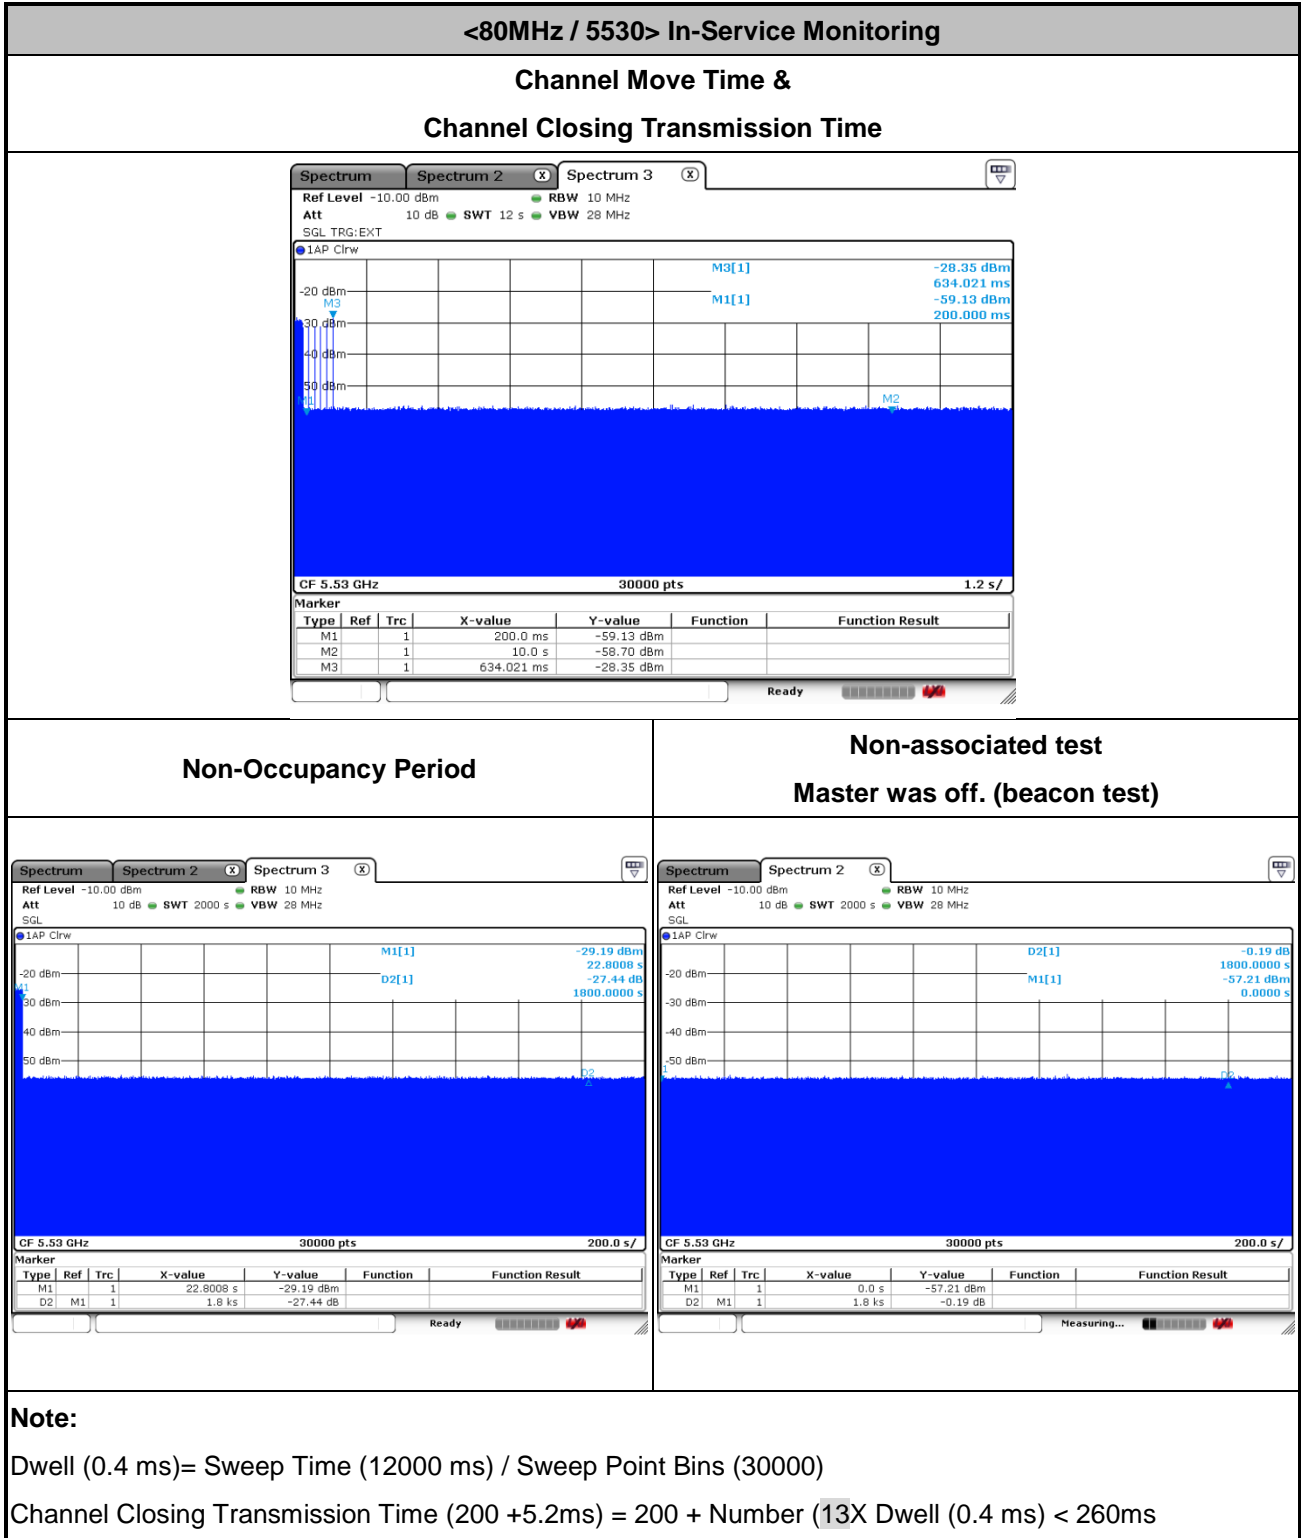 <80MHz / 5530> In-Service Monitoring
Channel Move Time &
Channel Closing Transmission Time
Spectrum Spectrum 2 X Spectrum 3 X
Ref Level -10.00 dBm RBW 10 MHz
Att 10 dB SWT 12 s VBW 28 MHz
SGL TRG:EXT
1AP Clrw
M3[1] -28.35 dBm
634.021 ms
-20 dBm
M1[1] -59.13 dBm
M3
200.000 ms
-30 dBm
-40 dBm
-50 dBm
M1
M2
CF 5.53 GHz 30000 pts 1.2 s/
Marker
Type Ref Trc X-value Y-value Function Function Result
M1 1 200.0 ms -59.13 dBm
M2 1 10.0 s -58.70 dBm
M3 1 634.021 ms -28.35 dBm
Ready
Non-Occupancy Period
Non-associated test
Master was off. (beacon test)
Spectrum Spectrum 2 X Spectrum 3 X
Ref Level -10.00 dBm RBW 10 MHz
Att 10 dB SWT 2000 s VBW 28 MHz
SGL
1AP Clrw
M1[1] -29.19 dBm
22.8008 s
-20 dBm
D2[1] -27.44 dB
M1
1800.0000 s
-30 dBm
-40 dBm
-50 dBm
D2
CF 5.53 GHz 30000 pts 200.0 s/
Marker
Type Ref Trc X-value Y-value Function Function Result
M1 1 22.8008 s -29.19 dBm
D2 M1 1 1.8 ks -27.44 dB
Ready
Spectrum Spectrum 2 X
Ref Level -10.00 dBm RBW 10 MHz
Att 10 dB SWT 2000 s VBW 28 MHz
SGL
1AP Clrw
D2[1] -0.19 dB
1800.0000 s
-20 dBm
M1[1] -57.21 dBm
0.0000 s
-30 dBm
-40 dBm
-50 dBm
1
D2
CF 5.53 GHz 30000 pts 200.0 s/
Marker
Type Ref Trc X-value Y-value Function Function Result
M1 1 0.0 s -57.21 dBm
D2 M1 1 1.8 ks -0.19 dB
Measuring...
Note:
Dwell (0.4 ms)= Sweep Time (12000 ms) / Sweep Point Bins (30000)
Channel Closing Transmission Time (200 +5.2ms) = 200 + Number (13X Dwell (0.4 ms) < 260ms